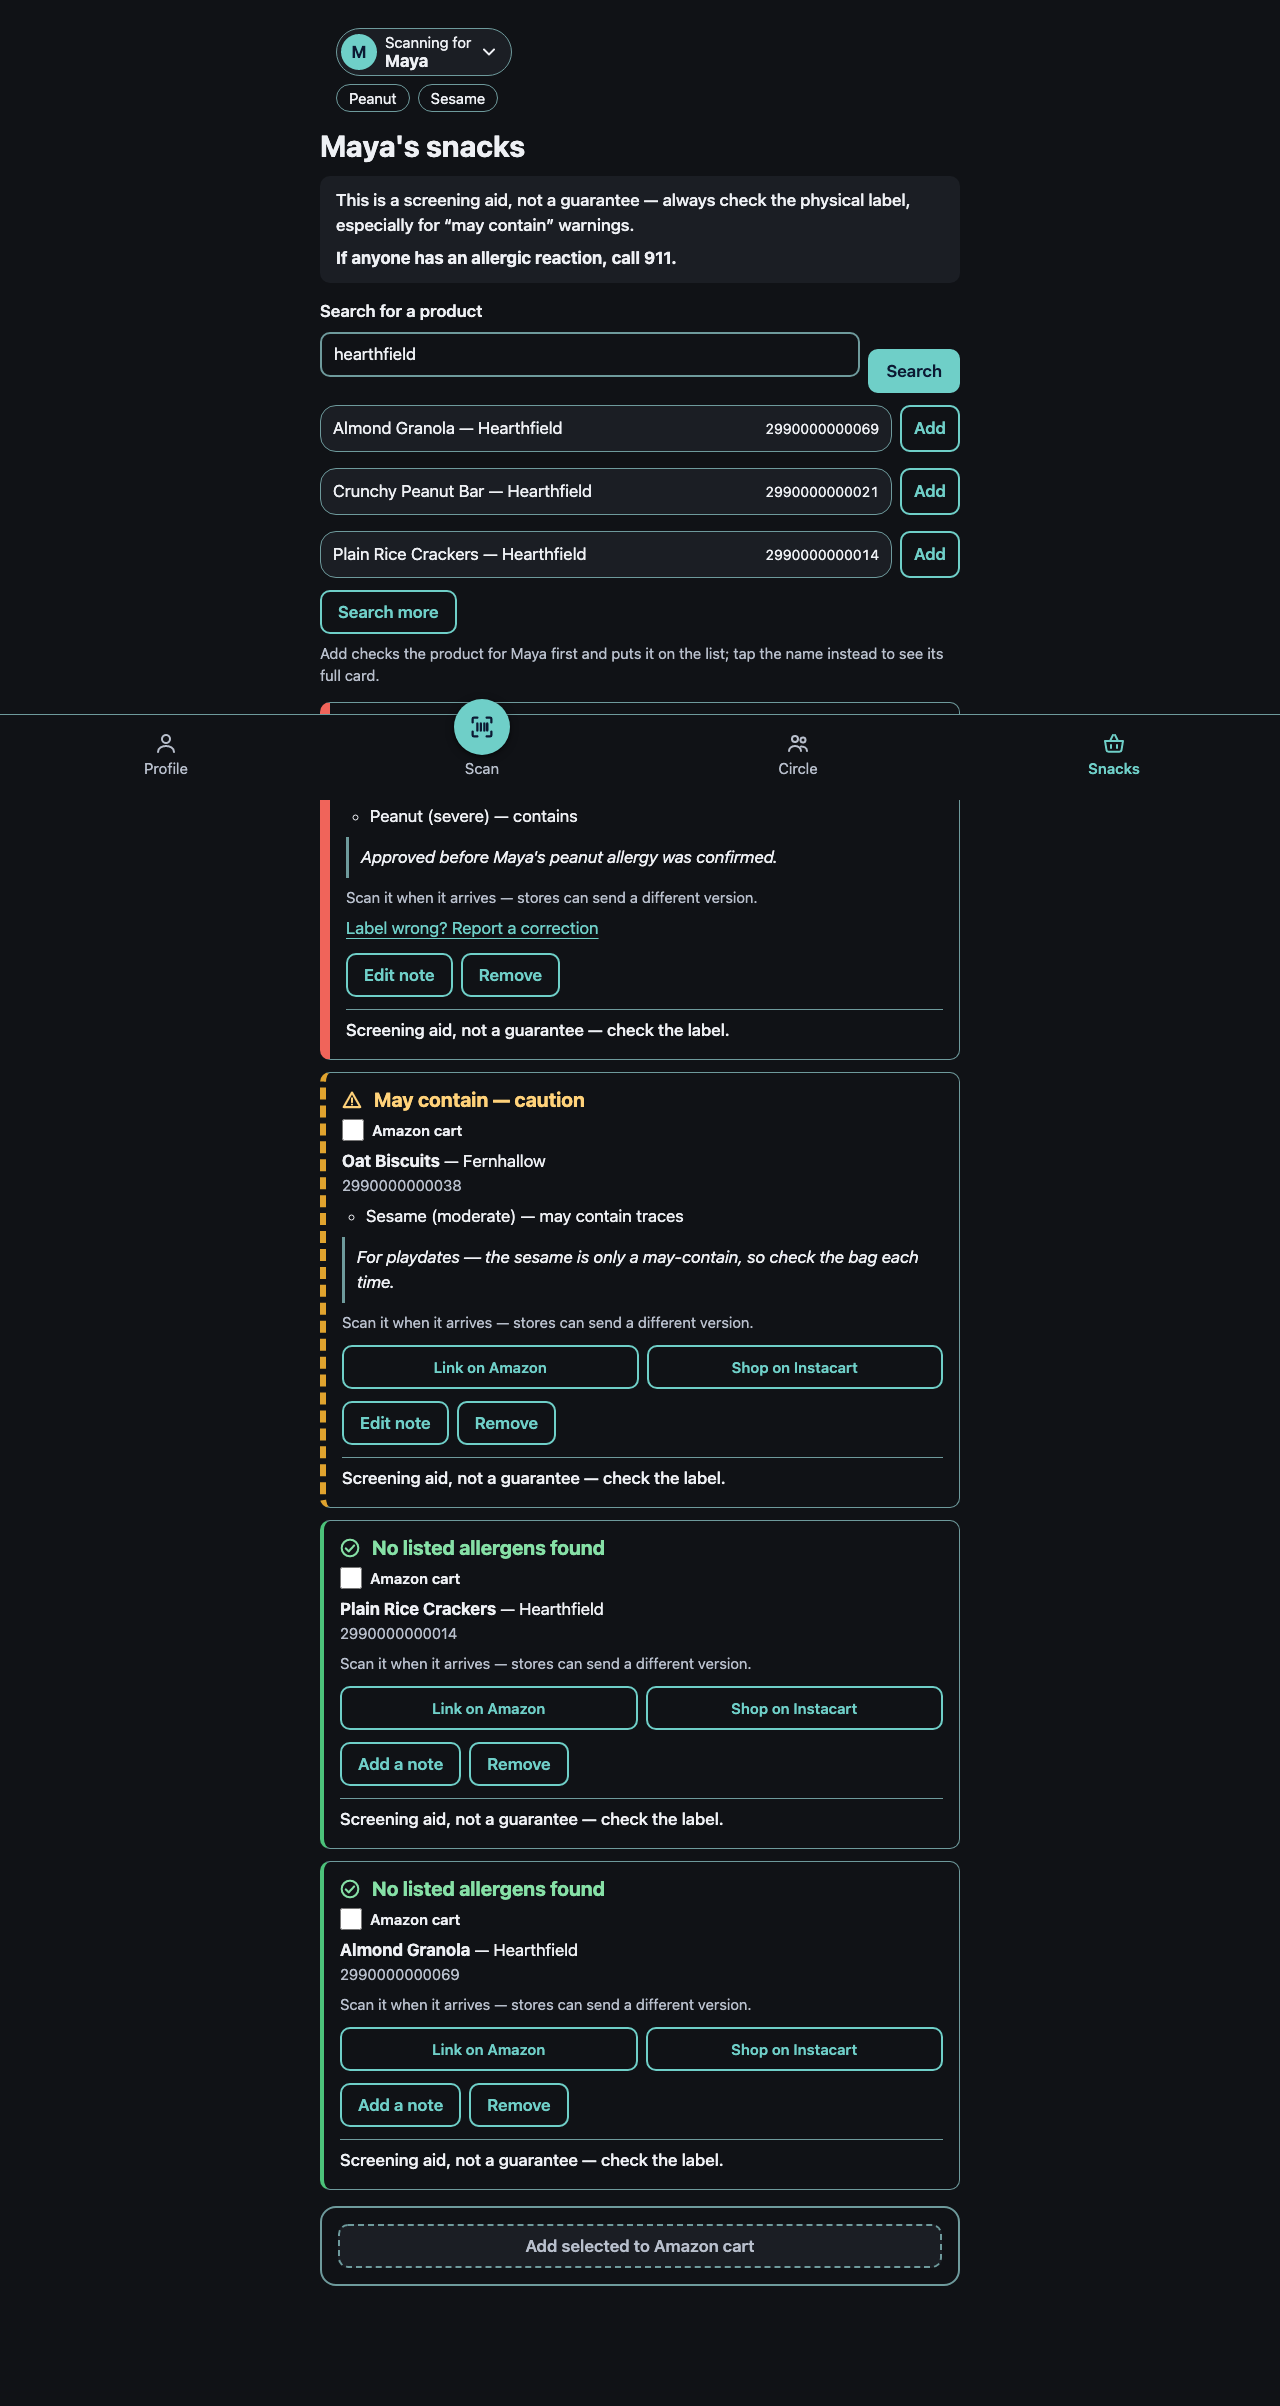 M
Scanning for
Maya
Peanut
Sesame
Maya's snacks
This is a screening aid, not a guarantee — always check the physical label,
especially for “may contain” warnings.
If anyone has an allergic reaction, call 911.
Search for a product
hearthfield
Search
Almond Granola — Hearthfield 2990000000069 Add
Crunchy Peanut Bar — Hearthfield 2990000000021 Add
Plain Rice Crackers — Hearthfield 2990000000014 Add
Search more
Add checks the product for Maya first and puts it on the list; tap the name instead to see its
full card.
Profile Scan Circle Snacks
Peanut (severe) — contains
Approved before Maya's peanut allergy was confirmed.
Scan it when it arrives — stores can send a different version.
Label wrong? Report a correction
Edit note Remove
Screening aid, not a guarantee — check the label.
May contain — caution
Amazon cart
Oat Biscuits — Fernhallow
2990000000038
Sesame (moderate) — may contain traces
For playdates — the sesame is only a may-contain, so check the bag each
time.
Scan it when it arrives — stores can send a different version.
Link on Amazon Shop on Instacart
Edit note Remove
Screening aid, not a guarantee — check the label.
No listed allergens found
Amazon cart
Plain Rice Crackers — Hearthfield
2990000000014
Scan it when it arrives — stores can send a different version.
Link on Amazon Shop on Instacart
Add a note Remove
Screening aid, not a guarantee — check the label.
No listed allergens found
Amazon cart
Almond Granola — Hearthfield
2990000000069
Scan it when it arrives — stores can send a different version.
Link on Amazon Shop on Instacart
Add a note Remove
Screening aid, not a guarantee — check the label.
Add selected to Amazon cart